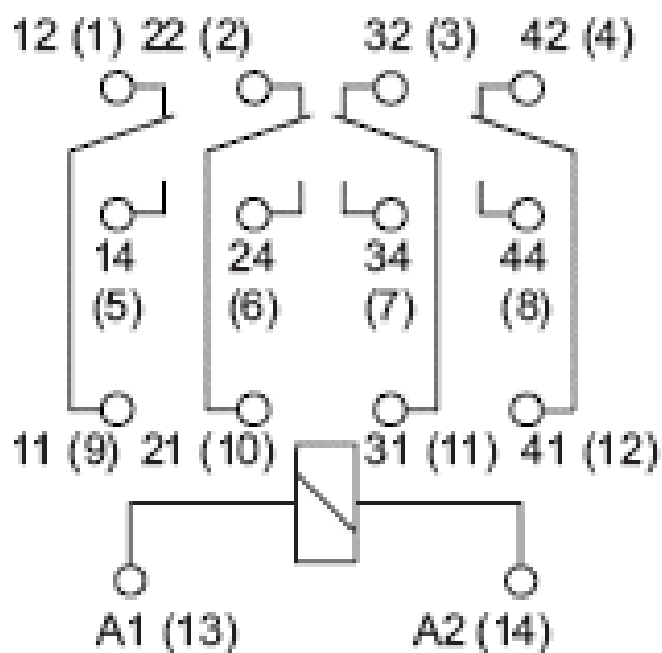 12 (1) 22 (2) 32 (3) 42 (4)
14 24 34 44
(5) (6) (7) (8)
11 (9) 21 (10) 31 (11) 41 (12)
A1 (13) A2 (14)